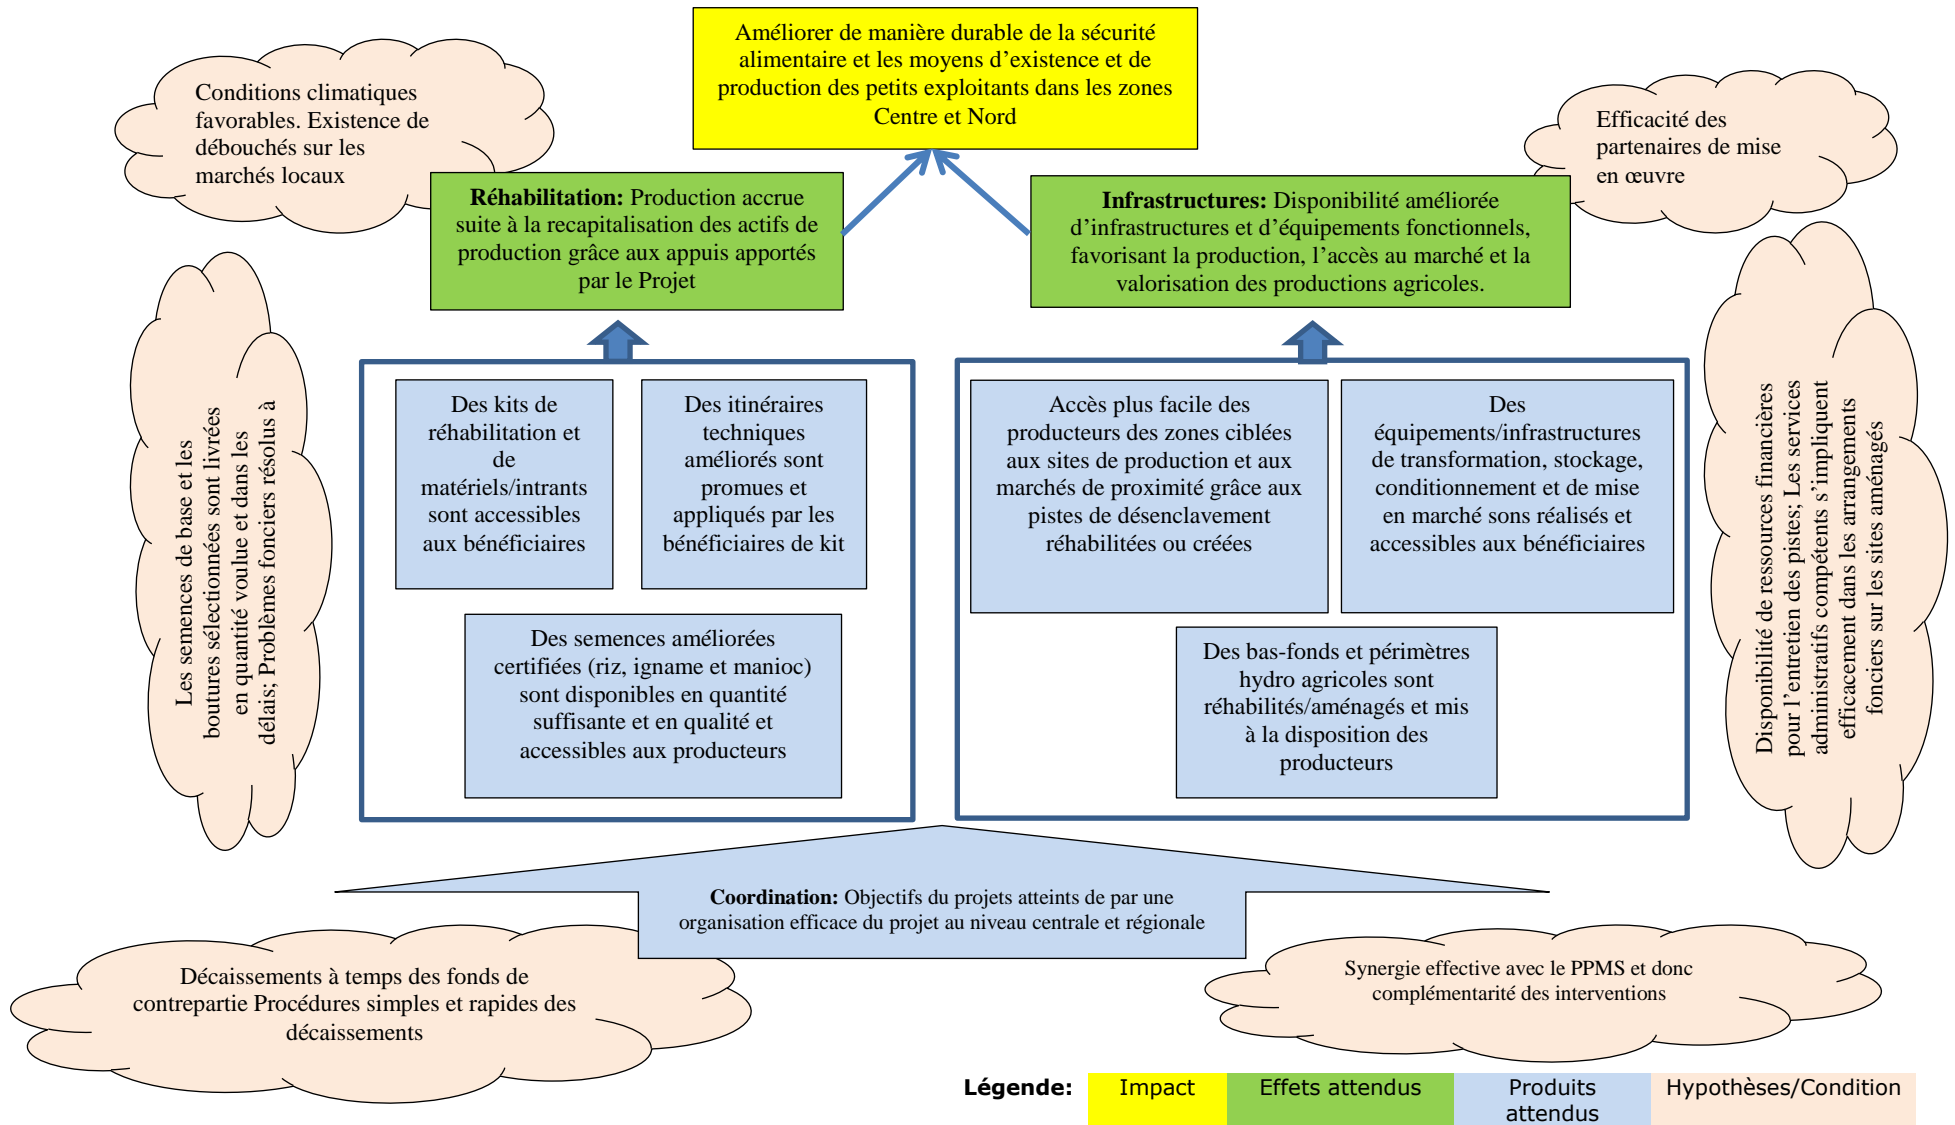 Améliorer de manière durable de la sécurité
alimentaire et les moyens d'existence et de
production des petits exploitants dans les zones
Centre et Nord
Conditions climatiques
favorables. Existence de
débouchés sur les
marchés locaux
Efficacité des
partenaires de mise
en œuvre
Réhabilitation: Production accrue
suite à la recapitalisation des actifs de
production grâce aux appuis apportés
par le Projet
Infrastructures: Disponibilité améliorée
d'infrastructures et d'équipements fonctionnels,
favorisant la production, l'accès au marché et la
valorisation des productions agricoles.
Les semences de base et les
boutures sélectionnées sont livrées
en quantité voulue et dans les
délais; Problèmes fonciers résolus à
Des kits de
réhabilitation et
de
matériels/intrants
sont accessibles
aux bénéficiaires
Des itinéraires
techniques
améliorés sont
promues et
appliqués par les
bénéficiaires de kit
Des semences améliorées
certifiées (riz, igname et manioc)
sont disponibles en quantité
suffisante et en qualité et
accessibles aux producteurs
Accès plus facile des
producteurs des zones ciblées
aux sites de production et aux
marchés de proximité grâce aux
pistes de désenclavement
réhabilitées ou créées
Des
équipements/infrastructures
de transformation, stockage,
conditionnement et de mise
en marché sons réalisés et
accessibles aux bénéficiaires
Des bas-fonds et périmètres
hydro agricoles sont
réhabilités/aménagés et mis
à la disposition des
producteurs
Disponibilité de ressources financières
pour l'entretien des pistes; Les services
administratifs compétents s'impliquent
efficacement dans les arrangements
fonciers sur les sites aménagés
Coordination: Objectifs du projets atteints de par une
organisation efficace du projet au niveau centrale et régionale
Décaissements à temps des fonds de
contrepartie Procédures simples et rapides des
décaissements
Synergie effective avec le PPMS et donc
complémentarité des interventions
Légende:
Impact
Effets attendus
Produits
attendus
Hypothèses/Condition